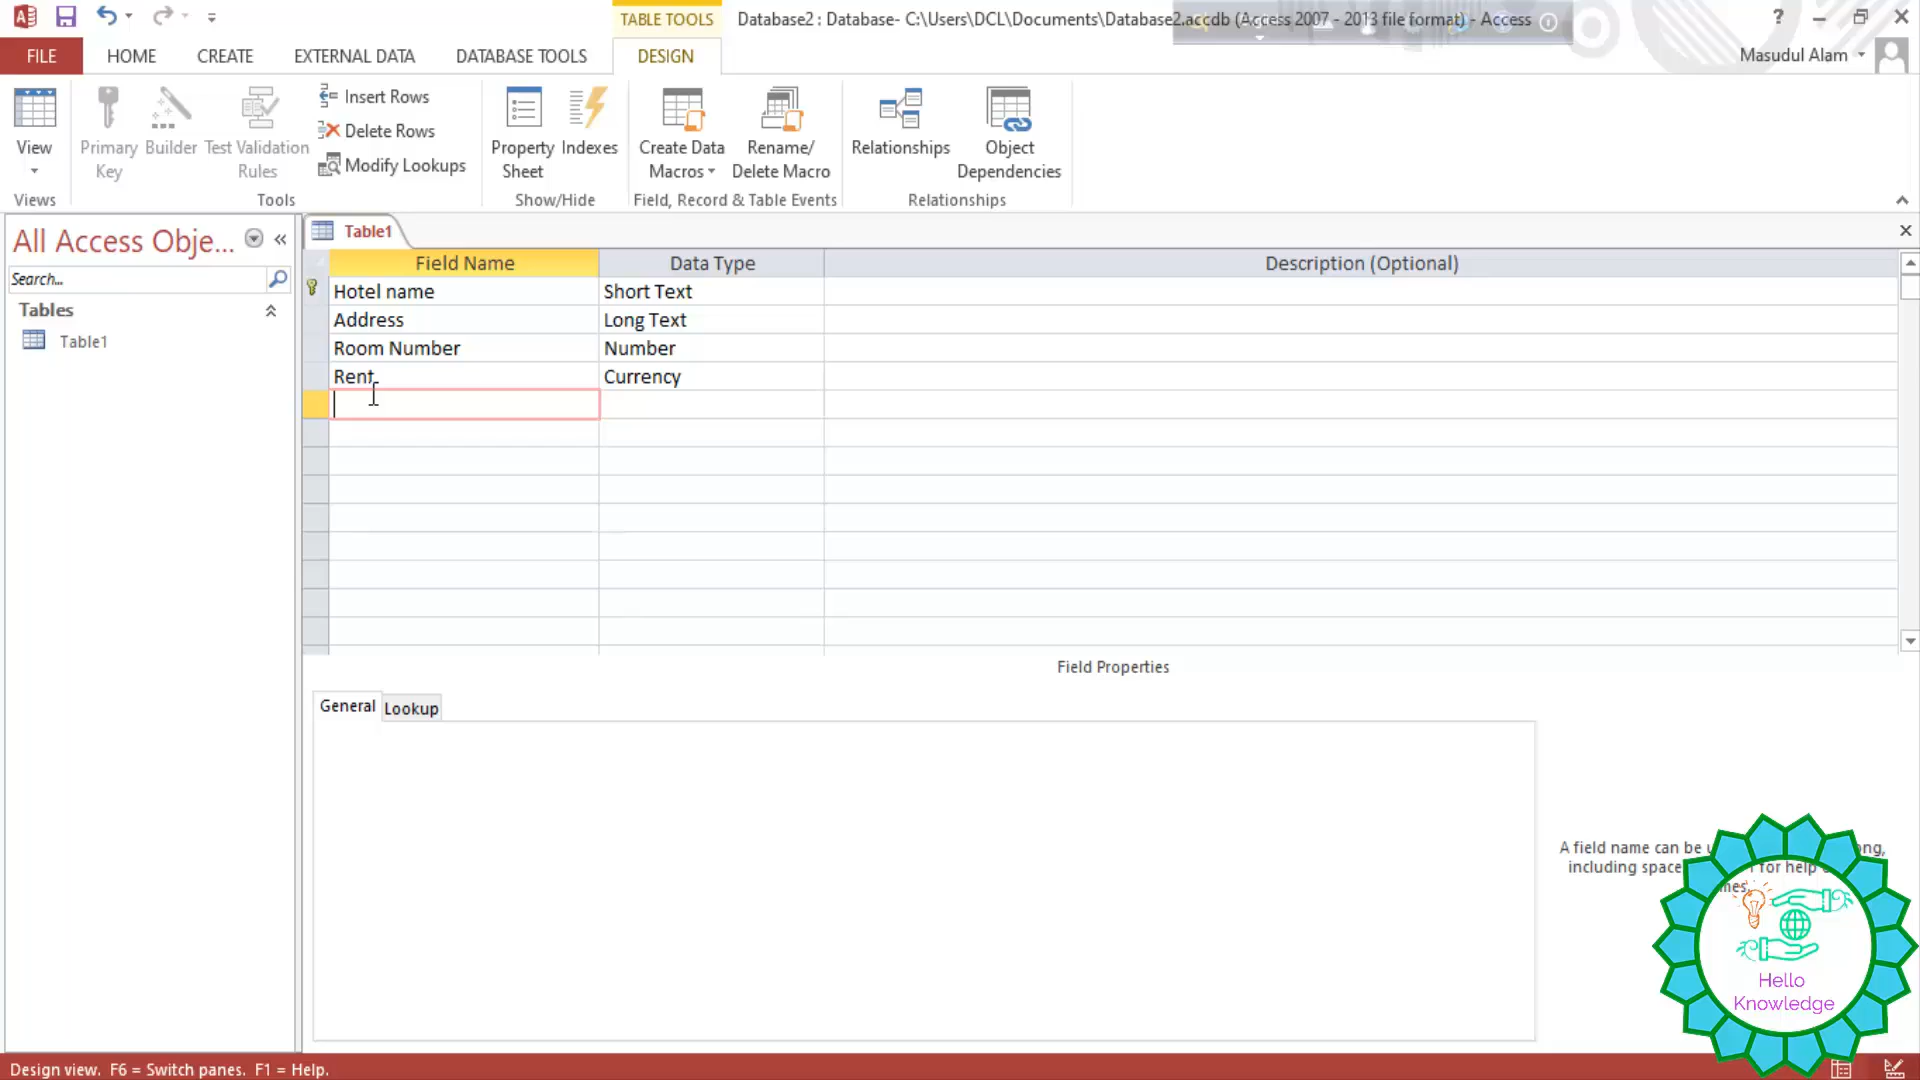 TABLE TOOLS
Database2 : Database- C:\Users\DCL\Documents\Database2.accdb (Access 2007 - 2013 file format) - Access
?
FILE
HOME
CREATE
EXTERNAL DATA
DATABASE TOOLS
DESIGN
Masudul Alam
View
Primary Key
Builder
Test Validation Rules
Insert Rows
Delete Rows
Modify Lookups
Property Sheet
Indexes
Create Data Macros
Rename/ Delete Macro
Relationships
Object Dependencies
Views
Tools
Show/Hide
Field, Record & Table Events
Relationships
All Access Obje...
Search...
Tables
Table1
Table1
Field Name
Data Type
Description (Optional)
Hotel name
Short Text
Address
Long Text
Room Number
Number
Rent
Currency
Field Properties
General
Lookup
A field name can be
including
for help
Hello
Knowledge
Design view. F6 = Switch panes. F1 = Help.